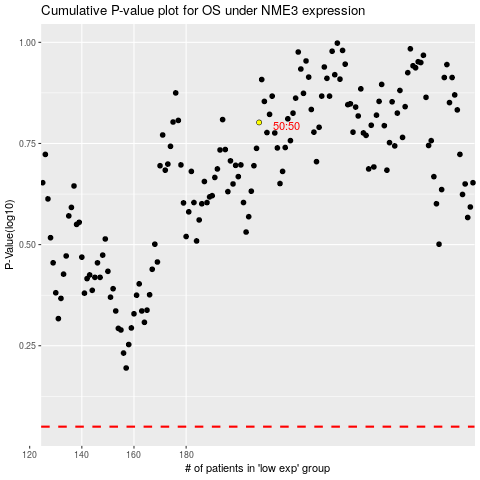 Cumulative P-value plot for OS under NME3 expression
P-Value(log10)
1.00
0.75
0.50
0.25
50:50
120 140 160 180
# of patients in 'low exp' group